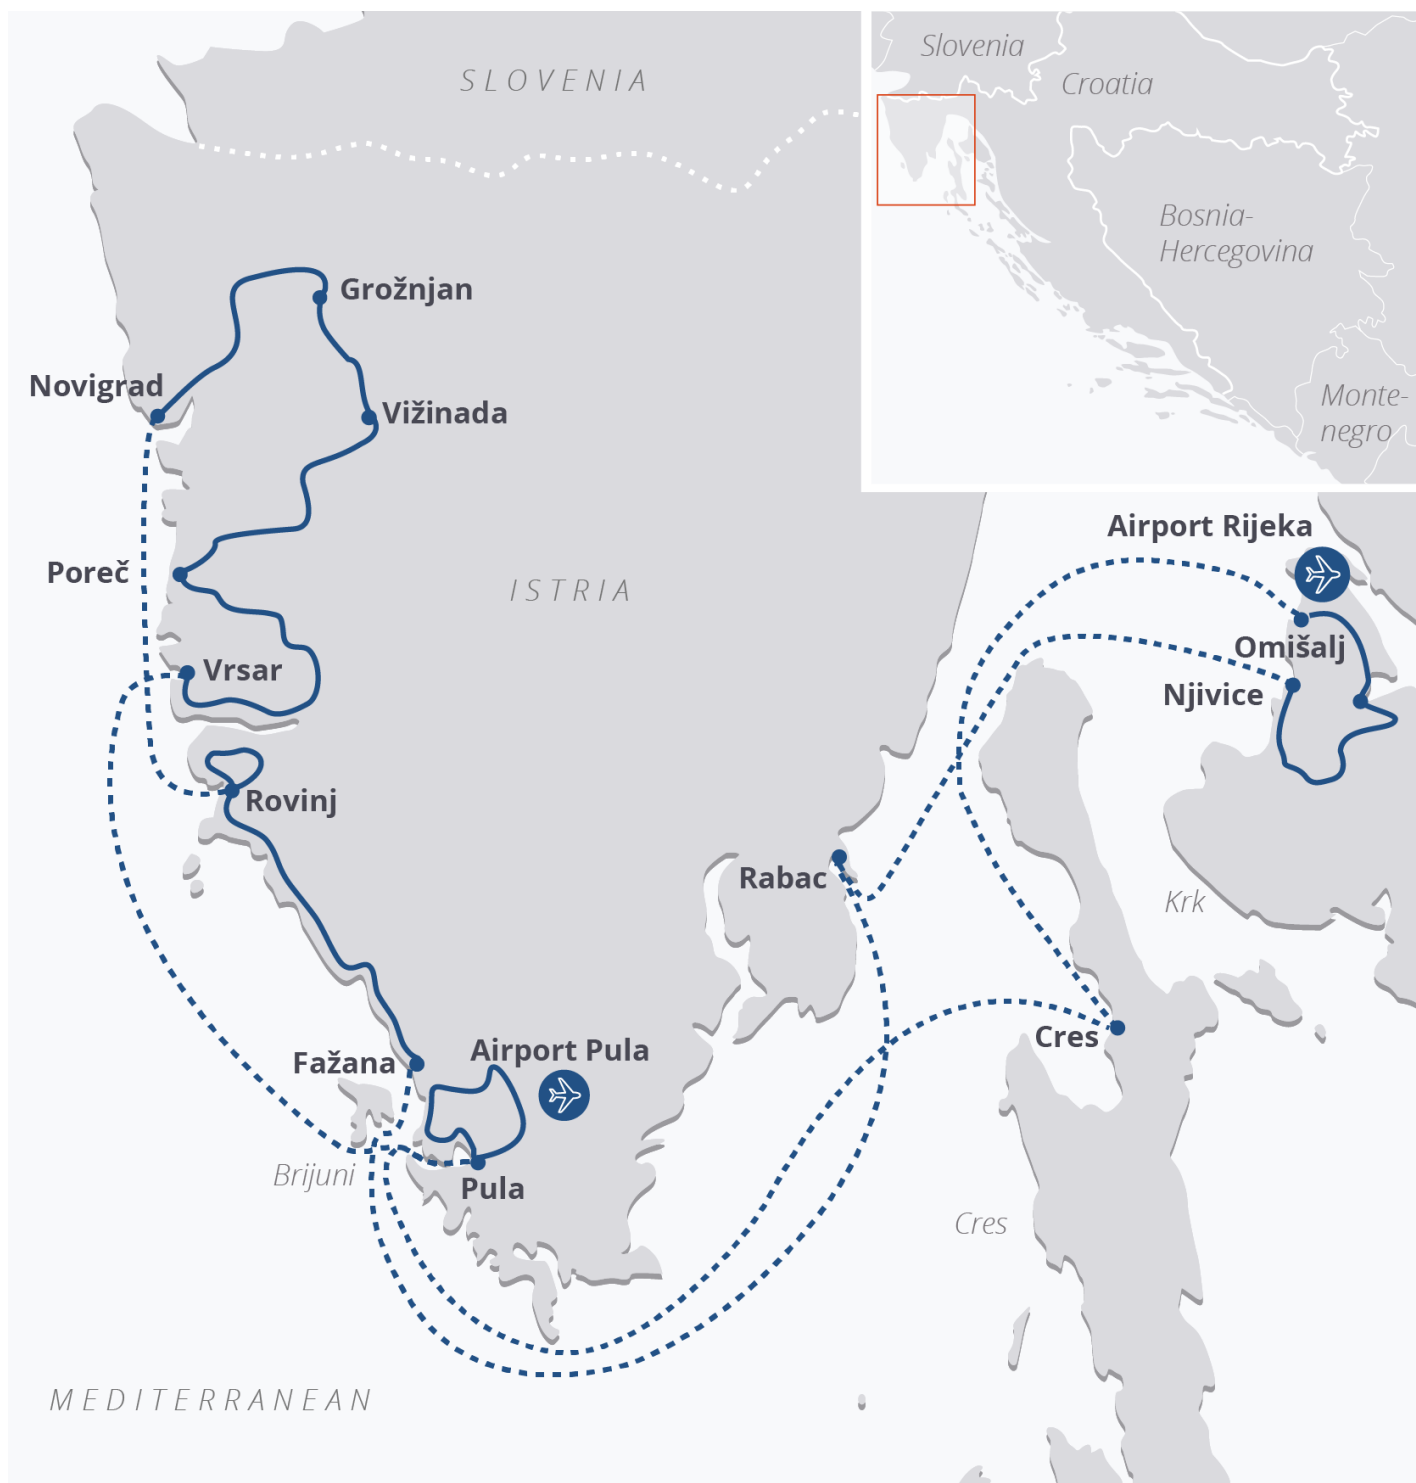 Slovenia
Croatia
Bosnia-
Hercegovina
Monte-
negro
SLOVENIA
Grožnjan
Novigrad
Vižinada
Airport Rijeka
Poreč
ISTRIA
Omišalj
Vrsar
Njivice
Rovinj
Rabac
Krk
Cres
Airport Pula
Fažana
Brijuni
Pula
Cres
MEDITERRANEAN